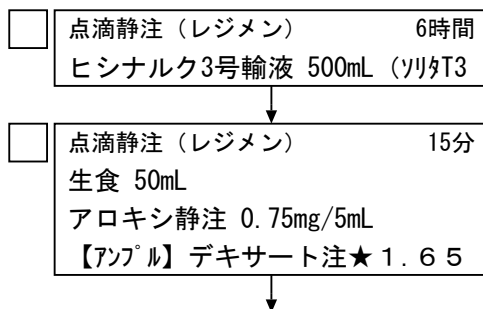 点滴静注（レジメン） 6時間
ヒシナルク3号輸液 500mL（ソリタT3
点滴静注（レジメン） 15分
生食 50mL
アロキシ静注 0.75mg/5mL
【アンプル】デキサート注★１.６５